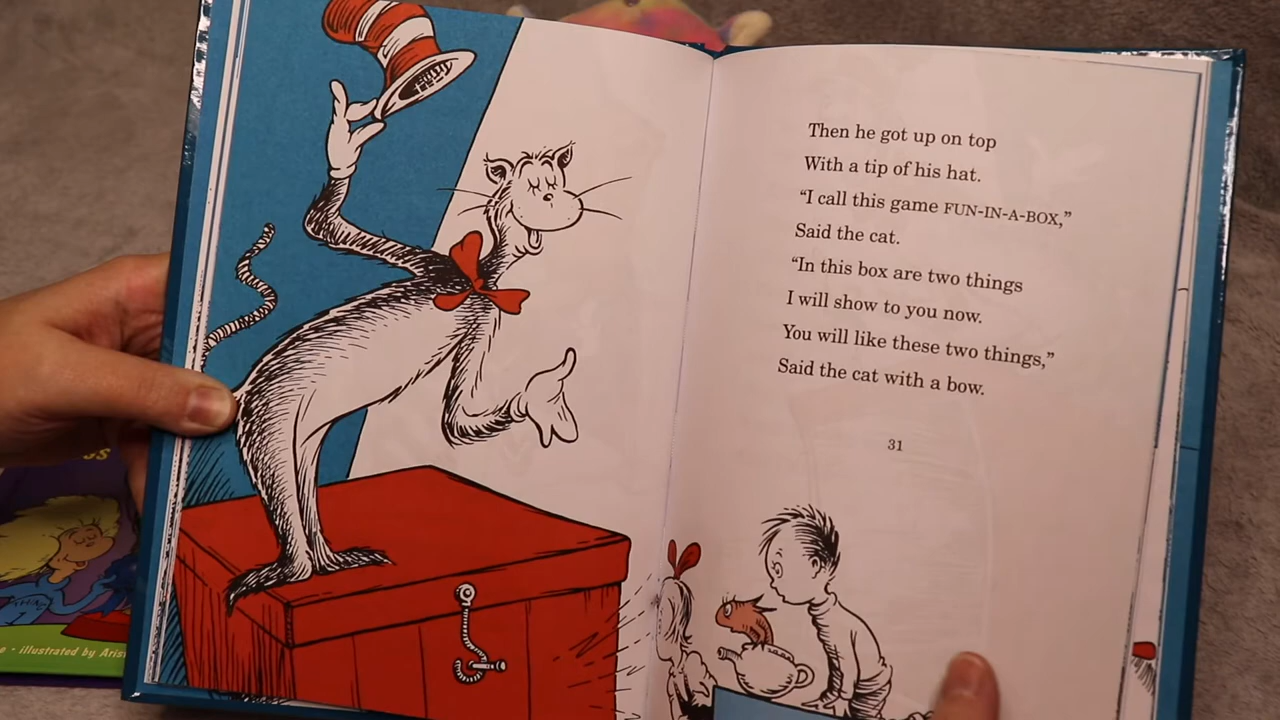 Then he got up on top
With a tip of his hat.
“I call this game FUN-IN-A-BOX,”
Said the cat.
“In this box are two things
I will show to you now.
You will like these two things,”
Said the cat with a bow.
31
illustrated by